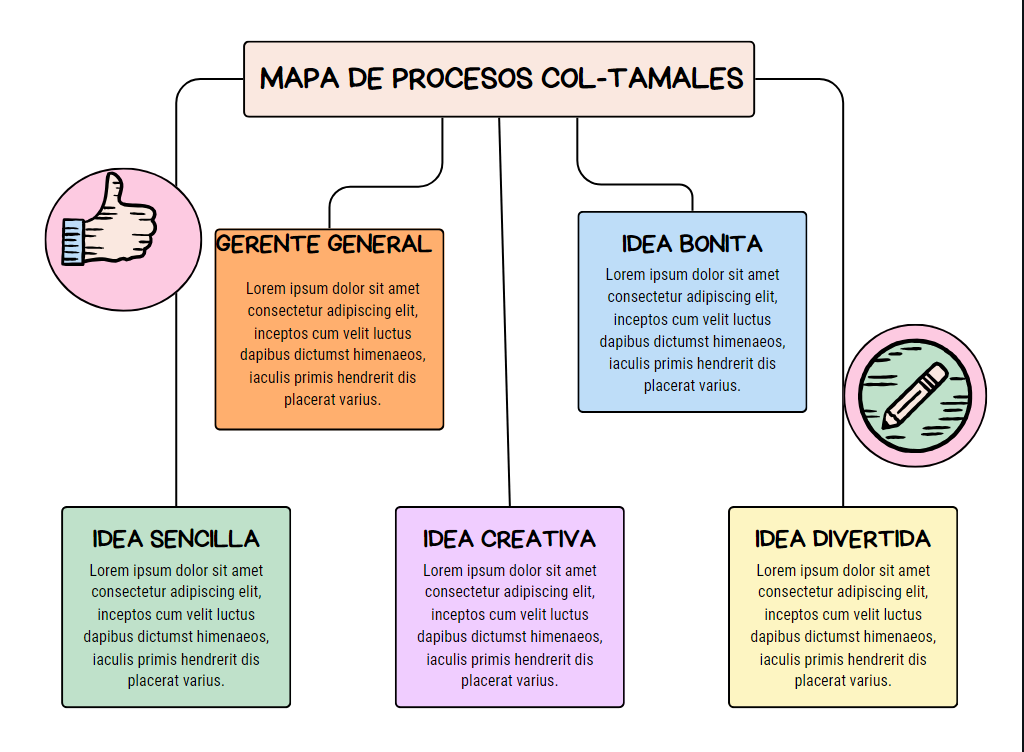 MAPA DE PROCESOS COL-TAMALES
GERENTE GENERAL
Lorem ipsum dolor sit amet
consectetur adipiscing elit,
inceptos cum velit luctus
dapibus dictumst himenaeos,
iaculis primis hendrerit dis
placerat varius.
IDEA BONITA
Lorem ipsum dolor sit amet
consectetur adipiscing elit,
inceptos cum velit luctus
dapibus dictumst himenaeos,
iaculis primis hendrerit dis
placerat varius.
IDEA SENCILLA
Lorem ipsum dolor sit amet
consectetur adipiscing elit,
inceptos cum velit luctus
dapibus dictumst himenaeos,
iaculis primis hendrerit dis
placerat varius.
IDEA CREATIVA
Lorem ipsum dolor sit amet
consectetur adipiscing elit,
inceptos cum velit luctus
dapibus dictumst himenaeos,
iaculis primis hendrerit dis
placerat varius.
IDEA DIVERTIDA
Lorem ipsum dolor sit amet
consectetur adipiscing elit,
inceptos cum velit luctus
dapibus dictumst himenaeos,
iaculis primis hendrerit dis
placerat varius.